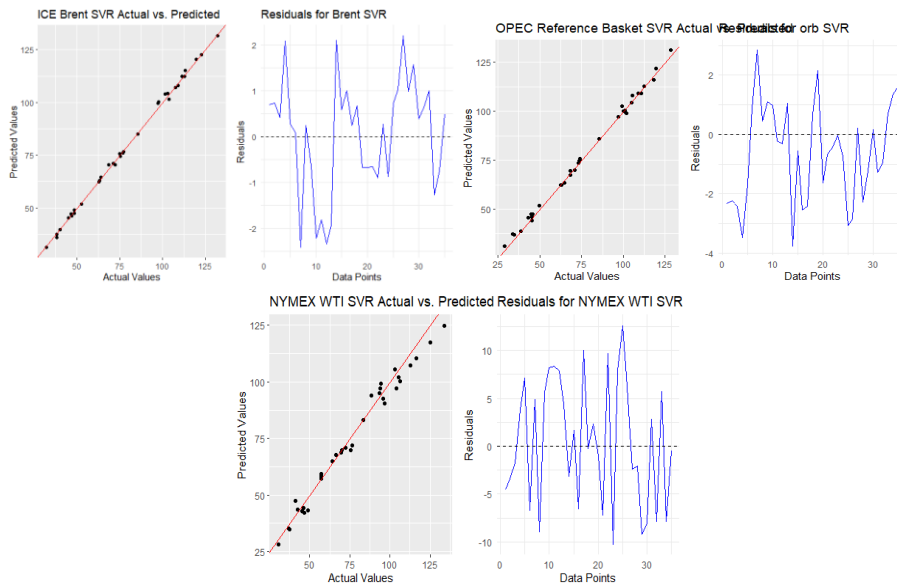 ICE Brent SVR Actual vs. Predicted
Residuals for Brent SVR
Predicted Values
125
100
75
50
50
75
100
125
Actual Values
Residuals
2
1
0
-1
-2
0
10
20
30
Data Points
OPEC Reference Basket SVR Actual vs. Predicted
Residuals for orb SVR
Predicted Values
125
100
75
50
50
75
100
125
Actual Values
Residuals
2
0
-2
-4
0
10
20
30
Data Points
NYMEX WTI SVR Actual vs. Predicted
Residuals for NYMEX WTI SVR
Predicted Values
125
100
75
50
25
50
75
100
125
Actual Values
Residuals
10
5
0
-5
-10
0
10
20
30
Data Points